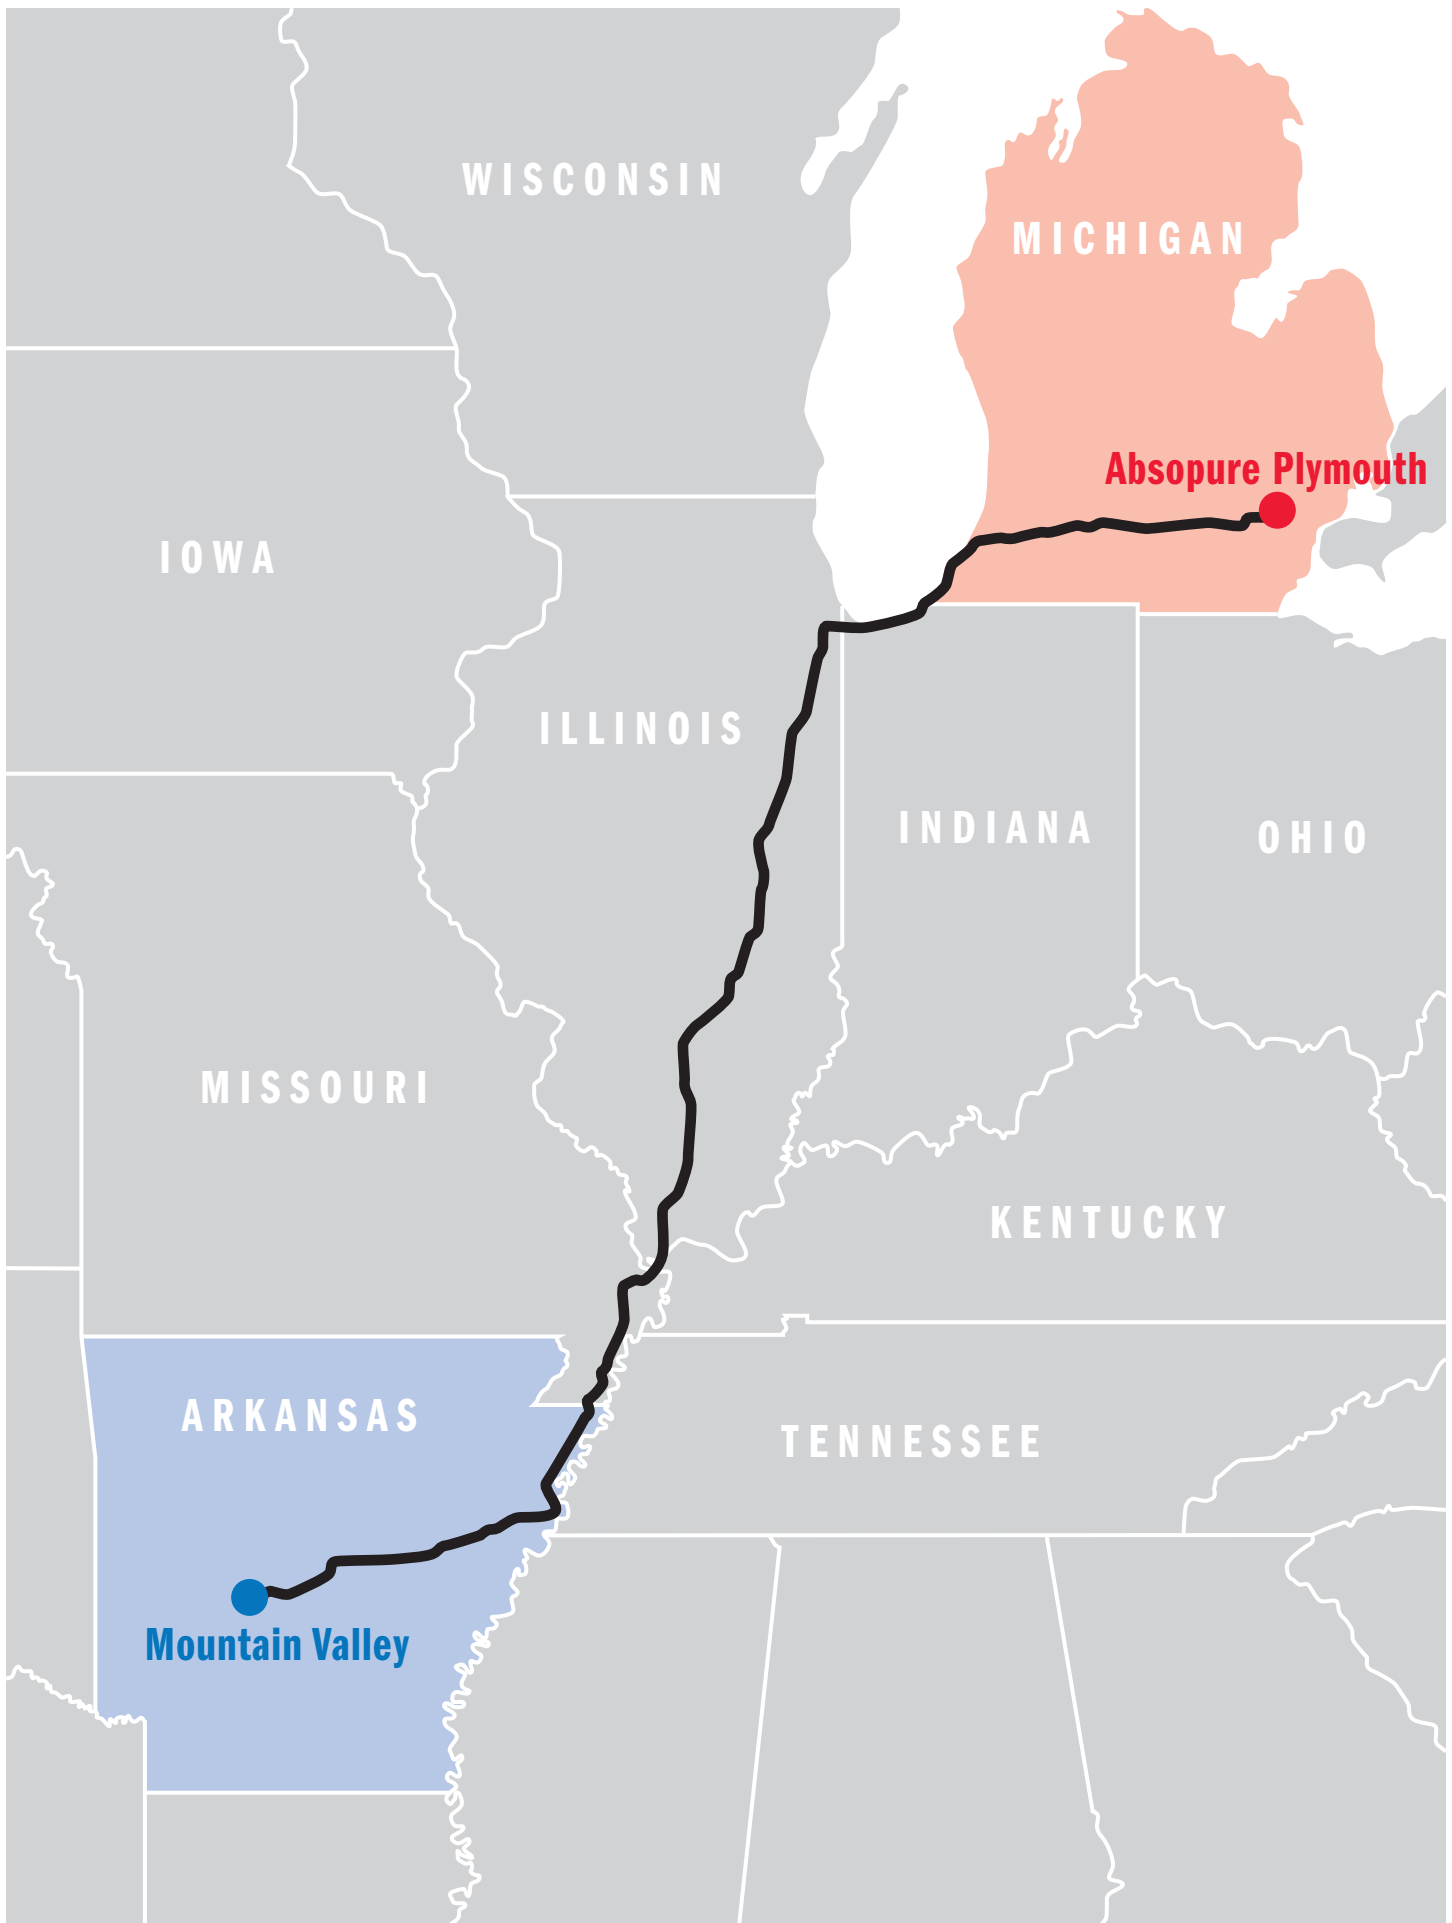 WISCONSIN
MICHIGAN
Absopure Plymouth
IOWA
ILLINOIS
INDIANA
OHIO
MISSOURI
KENTUCKY
ARKANSAS
TENNESSEE
Mountain Valley